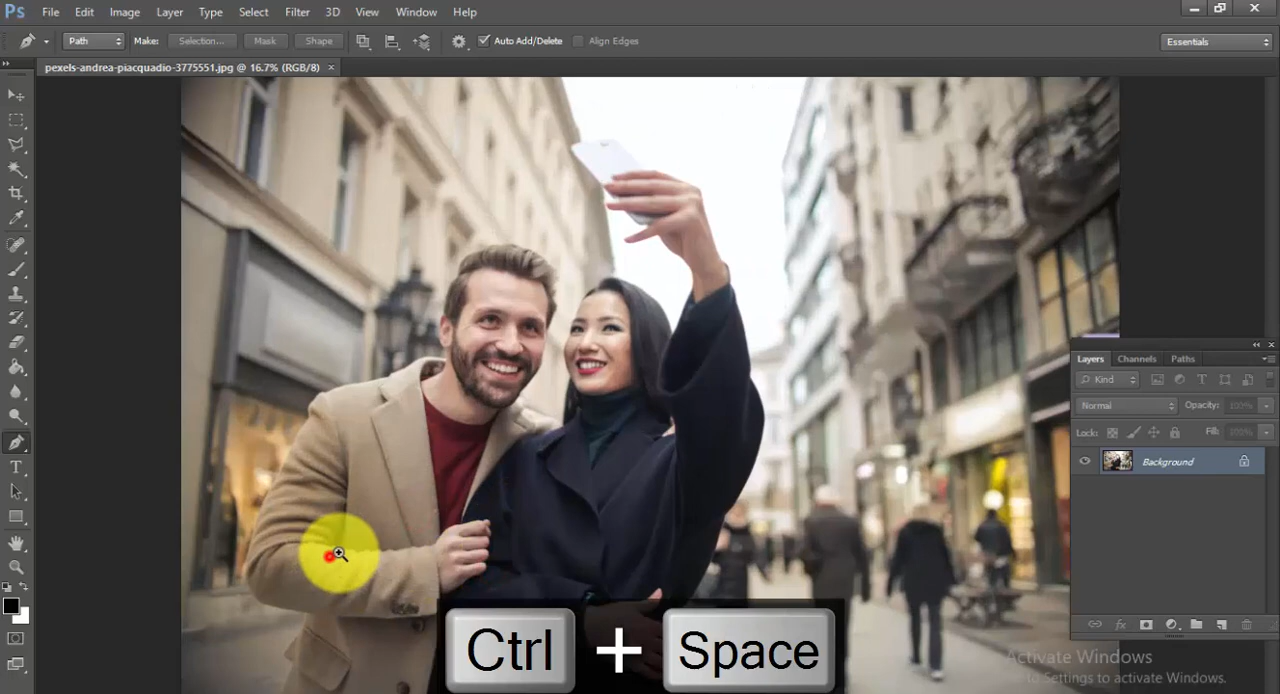 Ps File Edit Image Layer Type Select Filter 3D View Window Help
Path Make: Selection... Mask Shape Auto Add/Delete Align Edges Essentials
pexels-andrea-piacquadio-3775551.jpg @ 16.7% (RGB/8) ×
Layers Channels Paths
Kind
Normal Opacity: 100%
Lock: Fill: 100%
Background
T
Ctrl + Space
Activate Windows
to Settings to activate Windows.